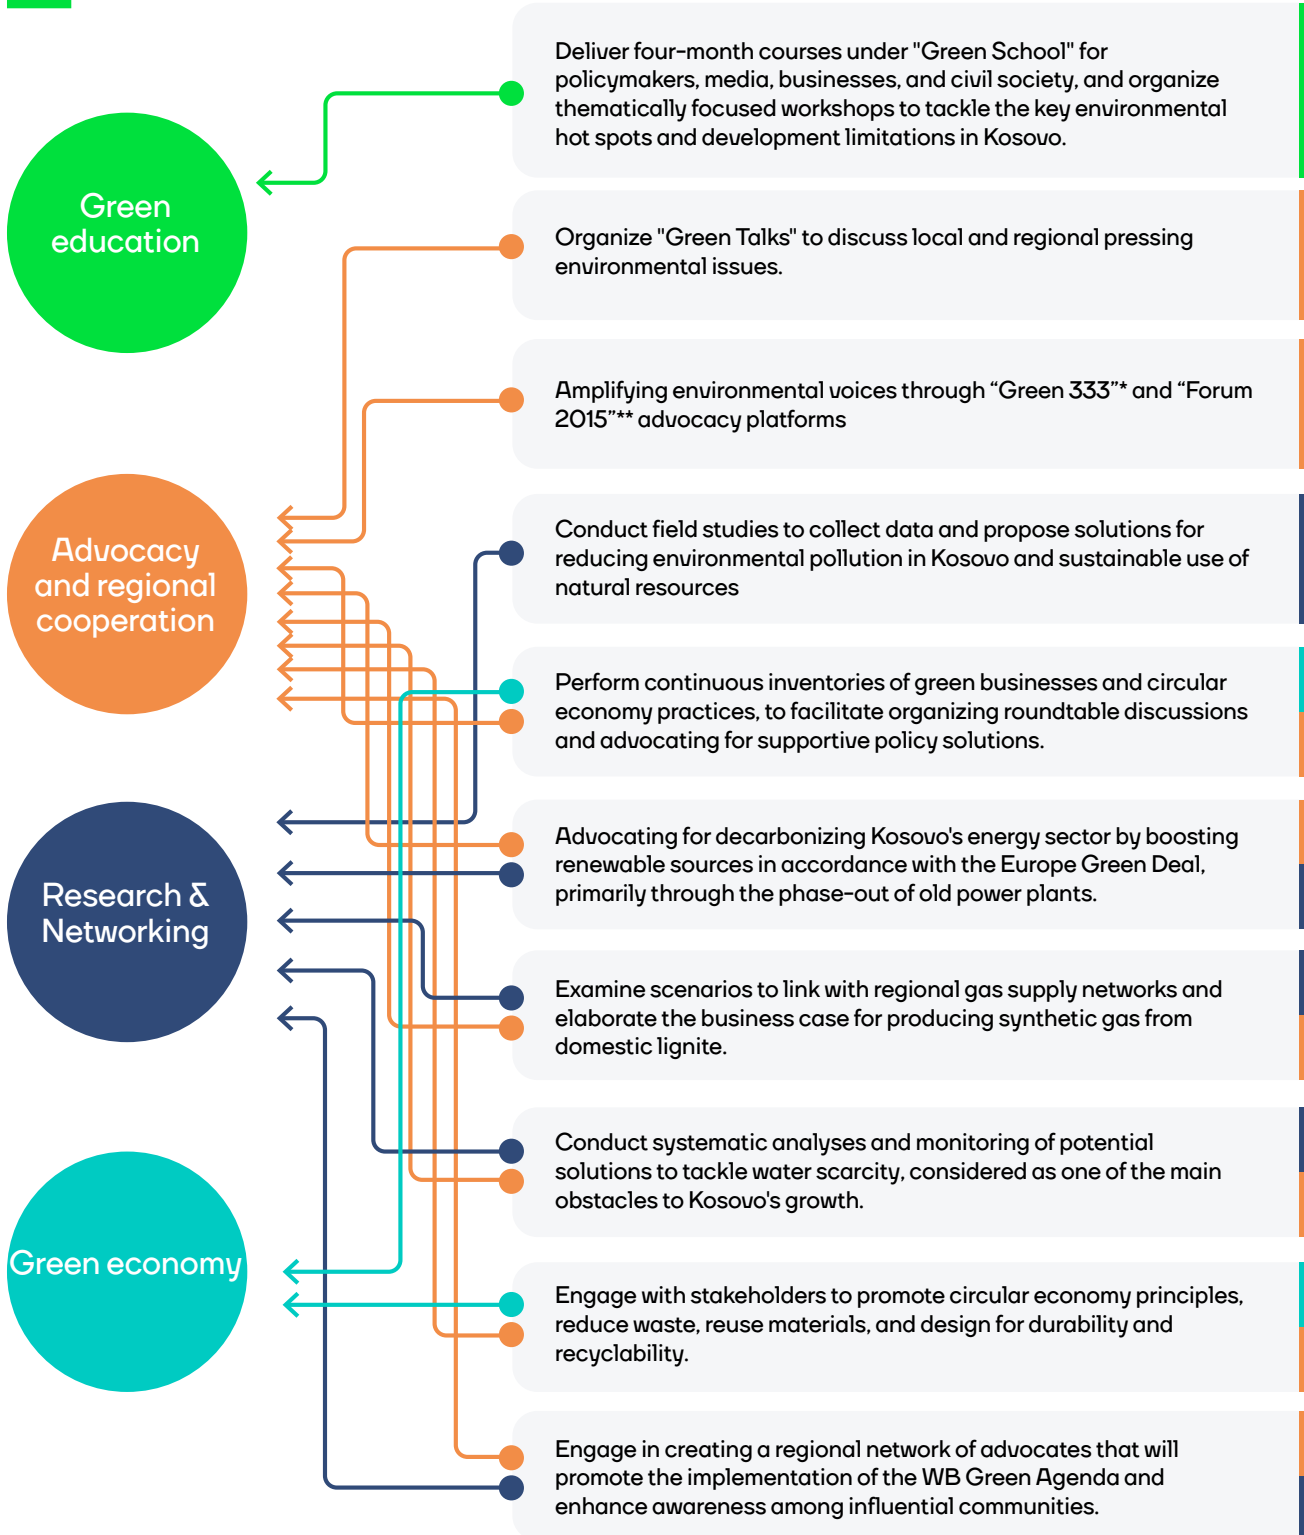 Deliver four-month courses under "Green School" for
policymakers, media, businesses, and civil society, and organize
thematically focused workshops to tackle the key environmental
hot spots and development limitations in Kosovo.
Green
education
Organize "Green Talks" to discuss local and regional pressing
environmental issues.
Amplifying environmental voices through “Green 333”* and “Forum
2015”** advocacy platforms
Advocacy
and regional
cooperation
Conduct field studies to collect data and propose solutions for
reducing environmental pollution in Kosovo and sustainable use of
natural resources
Perform continuous inventories of green businesses and circular
economy practices, to facilitate organizing roundtable discussions
and advocating for supportive policy solutions.
Research &
Networking
Advocating for decarbonizing Kosovo's energy sector by boosting
renewable sources in accordance with the Europe Green Deal,
primarily through the phase-out of old power plants.
Examine scenarios to link with regional gas supply networks and
elaborate the business case for producing synthetic gas from
domestic lignite.
Conduct systematic analyses and monitoring of potential
solutions to tackle water scarcity, considered as one of the main
obstacles to Kosovo's growth.
Green economy
Engage with stakeholders to promote circular economy principles,
reduce waste, reuse materials, and design for durability and
recyclability.
Engage in creating a regional network of advocates that will
promote the implementation of the WB Green Agenda and
enhance awareness among influential communities.